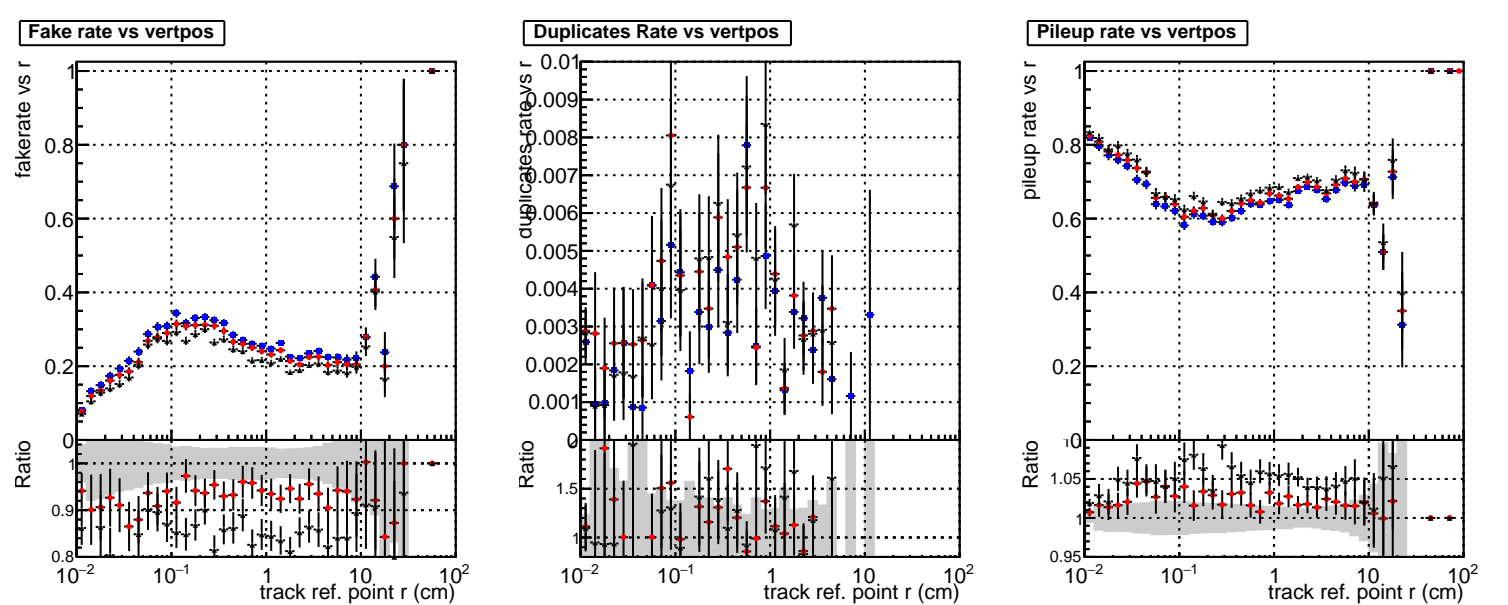 Fake rate vs vertpos
fakerate vs r
1
0.8
0.6
0.4
0.2
0
Ratio
1
0.9
0.8
10⁻² 10⁻¹ 1 10 10²
track ref. point r (cm)
Duplicates Rate vs vertpos
duplicates rate vs r
0.01
0.009
0.008
0.007
0.006
0.005
0.004
0.003
0.002
0.001
0
Ratio
1.5
1
10⁻² 10⁻¹ 1 10 10²
track ref. point r (cm)
Pileup rate vs vertpos
pileup rate vs r
1
0.8
0.6
0.4
0.2
Ratio
1.05
1
0.95
10⁻² 10⁻¹ 1 10 10²
track ref. point r (cm)